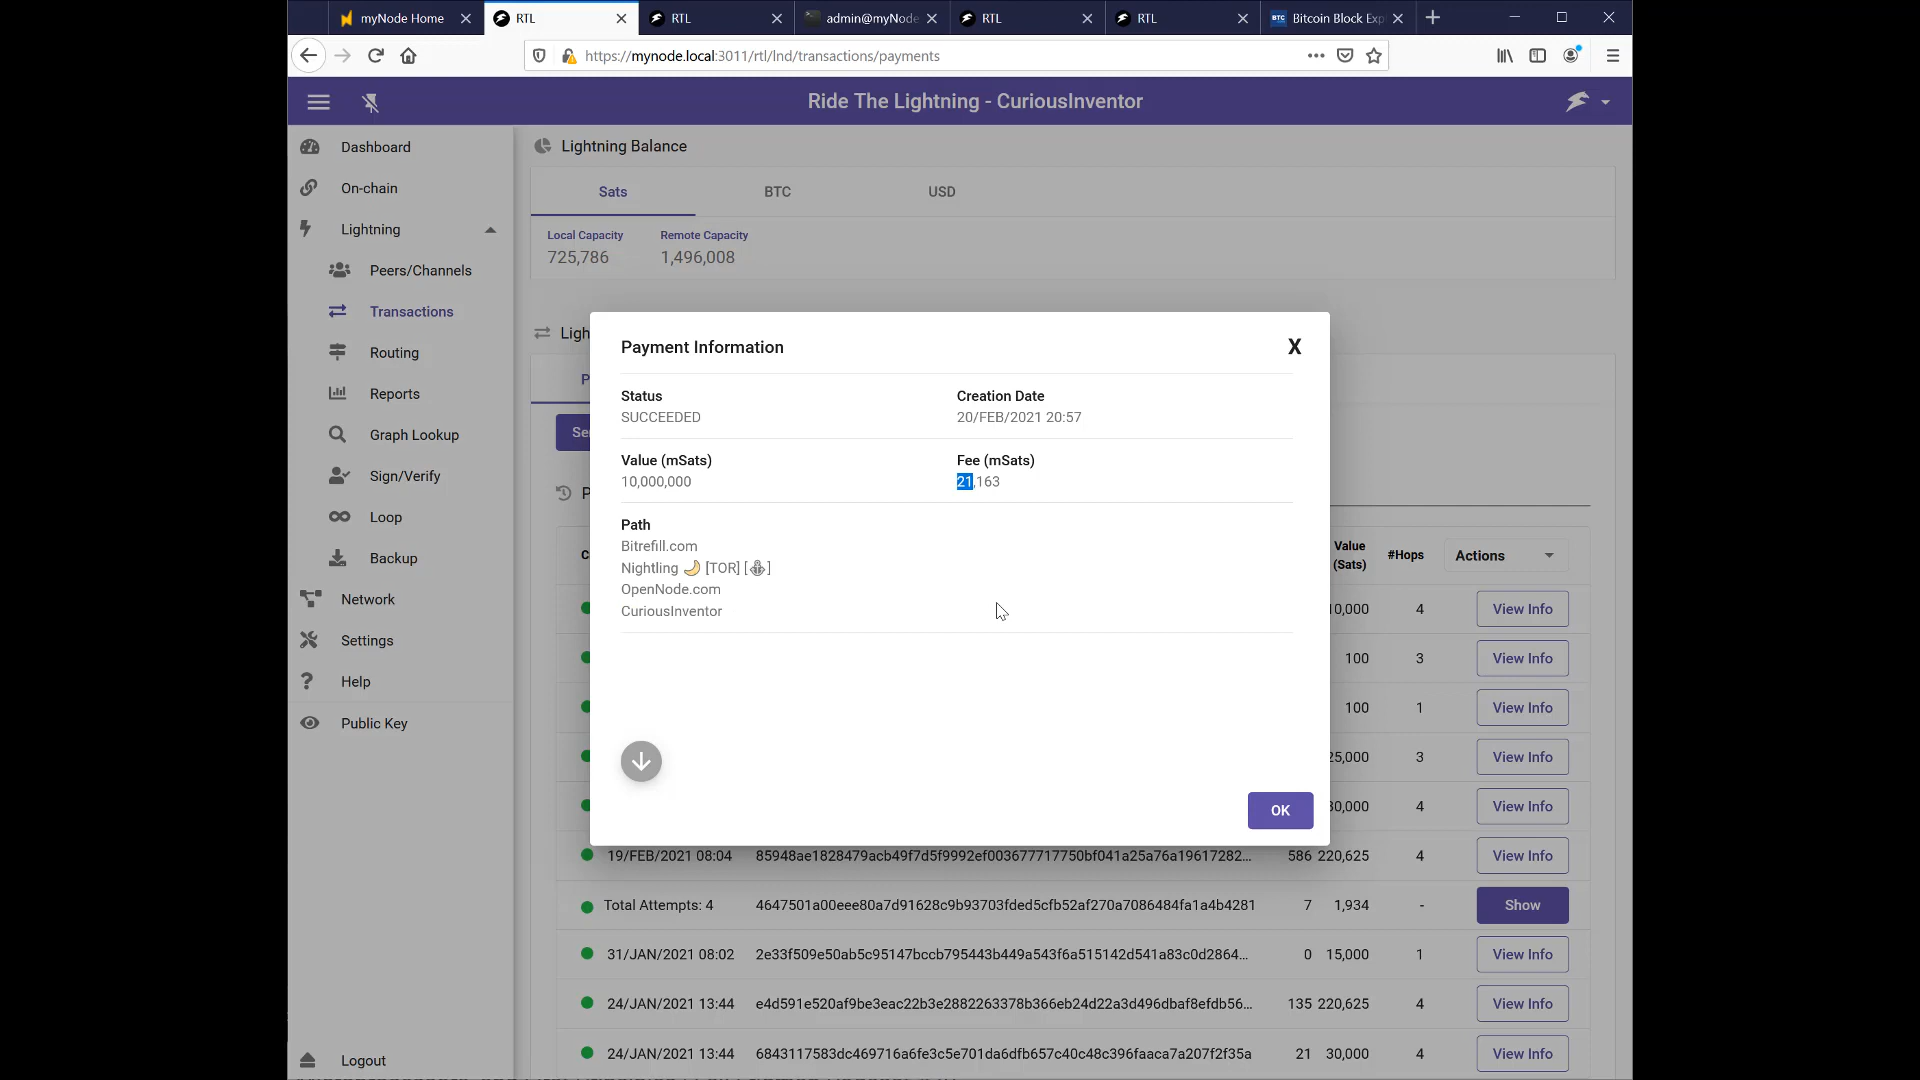 myNode Home
RTL
RTL
admin@myNode
RTL
RTL
BTC Bitcoin Block Exp
https://mynode.local:3011/rtl/lnd/transactions/payments
Ride The Lightning - CuriousInventor
Dashboard
On-chain
Lightning
Peers/Channels
Transactions
Routing
Reports
Graph Lookup
Sign/Verify
Loop
Backup
Network
Settings
Help
Public Key
Logout
Lightning Balance
Sats BTC USD
Local Capacity Remote Capacity
725,786 1,496,008
Ligh
P
Se
P
Payment Information X
Status Creation Date
SUCCEEDED 20/FEB/2021 20:57
Value (mSats) Fee (mSats)
10,000,000 21,163
Path
Bitrefill.com
Nightling 🌛 [TOR] [⛄]
OpenNode.com
CuriousInventor
OK
C Value (Sats) #Hops Actions
10,000 4 View Info
100 3 View Info
100 1 View Info
25,000 3 View Info
30,000 4 View Info
19/FEB/2021 08:04 85948ae1828479acb49f7d5f9992ef003677717750bf041a25a76a19617282... 586 220,625 4 View Info
Total Attempts: 4 4647501a00eee80a7d91628c9b93703fded5cfb52af270a7086484fa1a4b4281 7 1,934 - Show
31/JAN/2021 08:02 2e33f509e50ab5c95147bccb795443b449a543f6a515142d541a83c0d2864... 0 15,000 1 View Info
24/JAN/2021 13:44 e4d591e520af9be3eac22b3e2882263378b366eb24d22a3d496dbaf8efdb56... 135 220,625 4 View Info
24/JAN/2021 13:44 6843117583dc469716a6fe3c5e701da6dfb657c40c48c396faaca7a207f2f35a 21 30,000 4 View Info